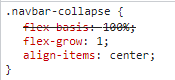 .navbar-collapse {
flex-basis: 100%;
flex-grow: 1;
align-items: center;
}